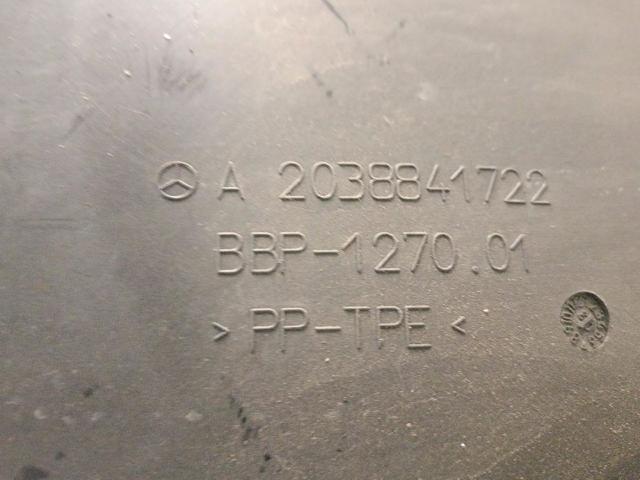 A 2038841722
BBP-1270.01
> PP-TPE <